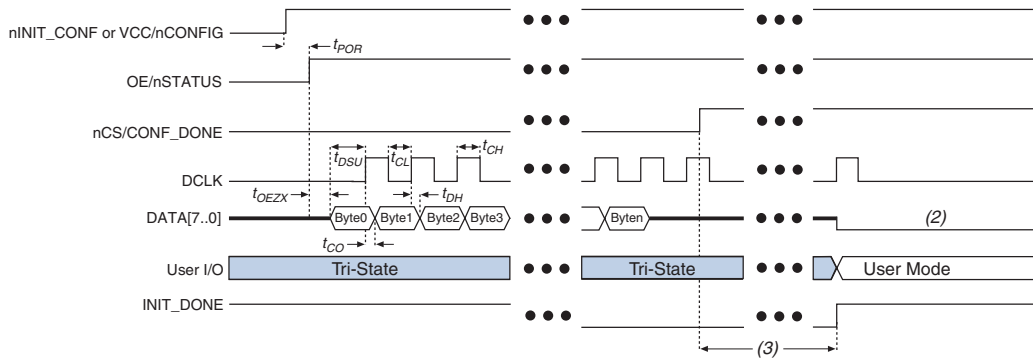 nINIT_CONF or VCC/nCONFIG
tPOR
OE/nSTATUS
nCS/CONF_DONE
tDSU
tCL
tCH
DCLK
tOEZX
tDH
DATA[7..0]
Byte0
Byte1
Byte2
Byte3
Byten
(2)
tCO
User I/O
Tri-State
Tri-State
User Mode
INIT_DONE
(3)